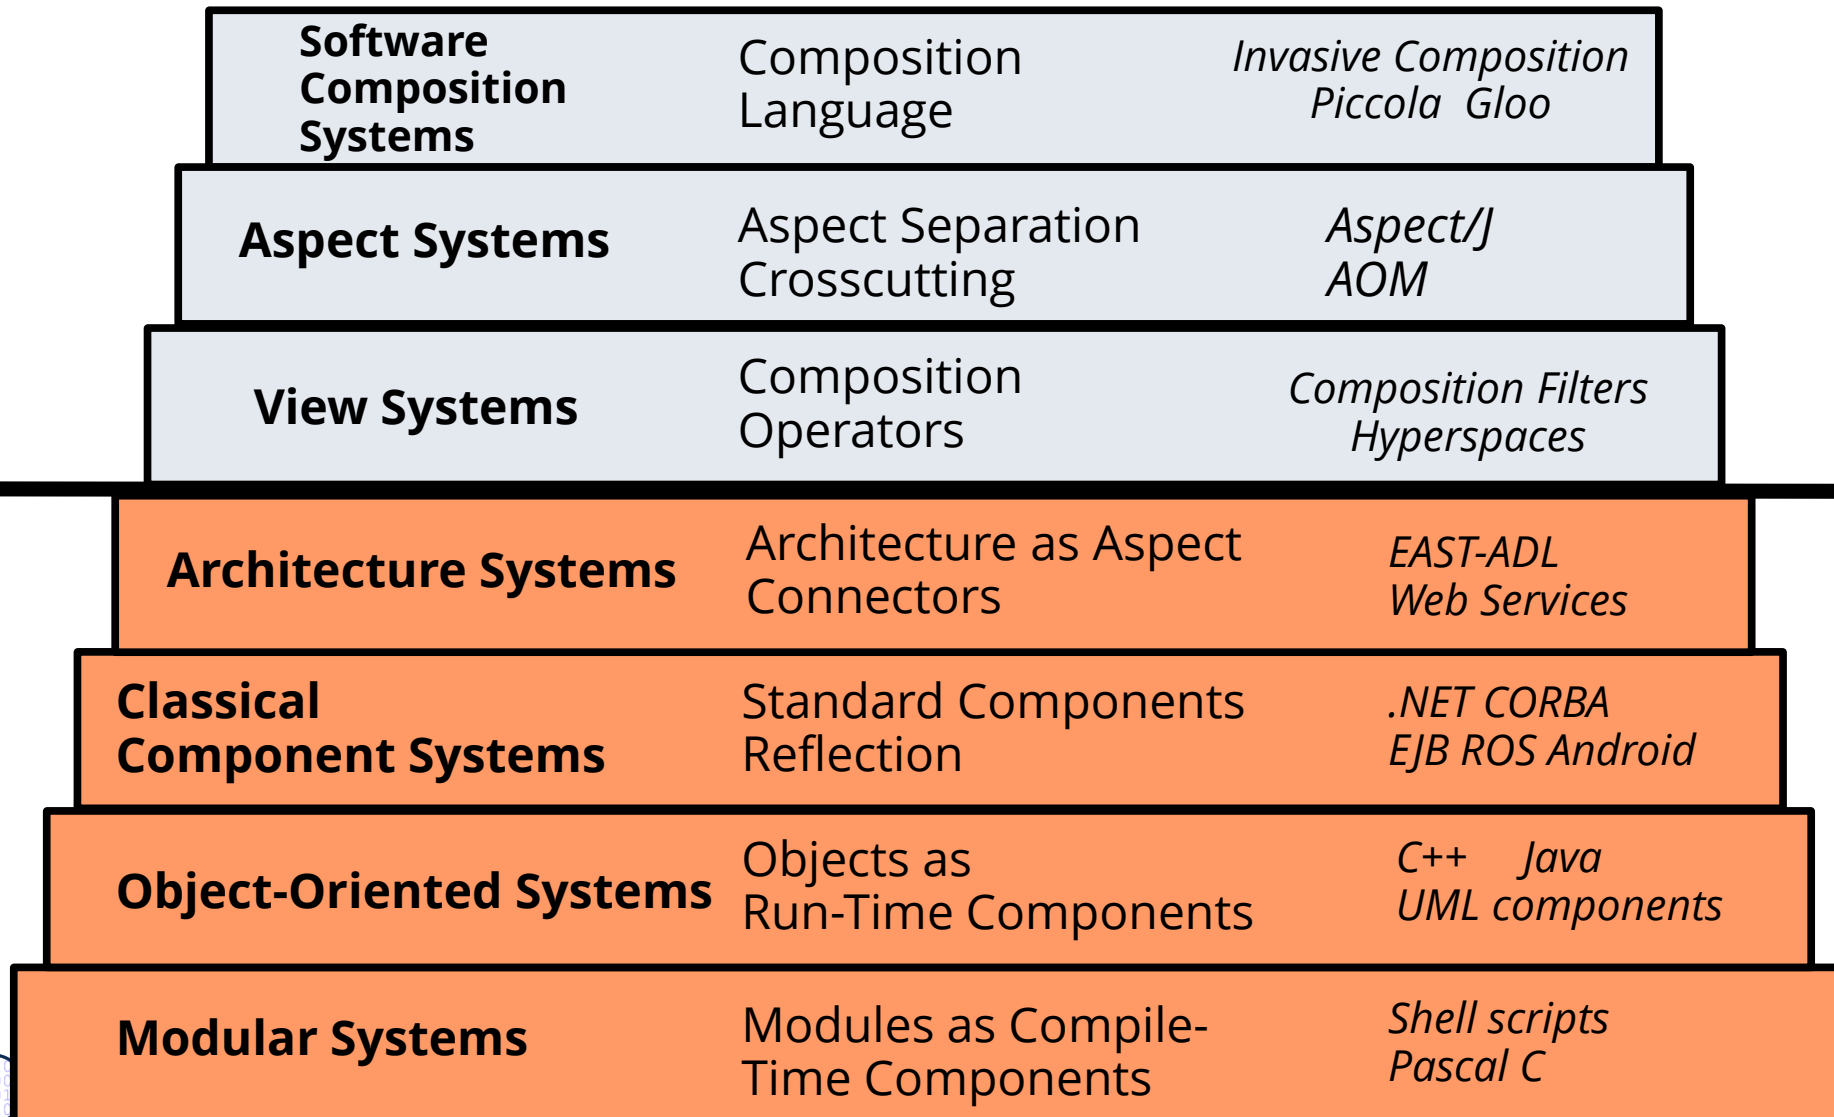 Software
Composition
Systems
Composition
Language
Invasive Composition
Piccola Gloo
Aspect Systems
Aspect Separation
Crosscutting
Aspect/J
AOM
View Systems
Composition
Operators
Composition Filters
Hyperspaces
Architecture Systems
Architecture as Aspect
Connectors
EAST-ADL
Web Services
Classical
Component Systems
Standard Components
Reflection
.NET CORBA
EJB ROS Android
Object-Oriented Systems
Objects as
Run-Time Components
C++ Java
UML components
Modular Systems
Modules as Compile-
Time Components
Shell scripts
Pascal C